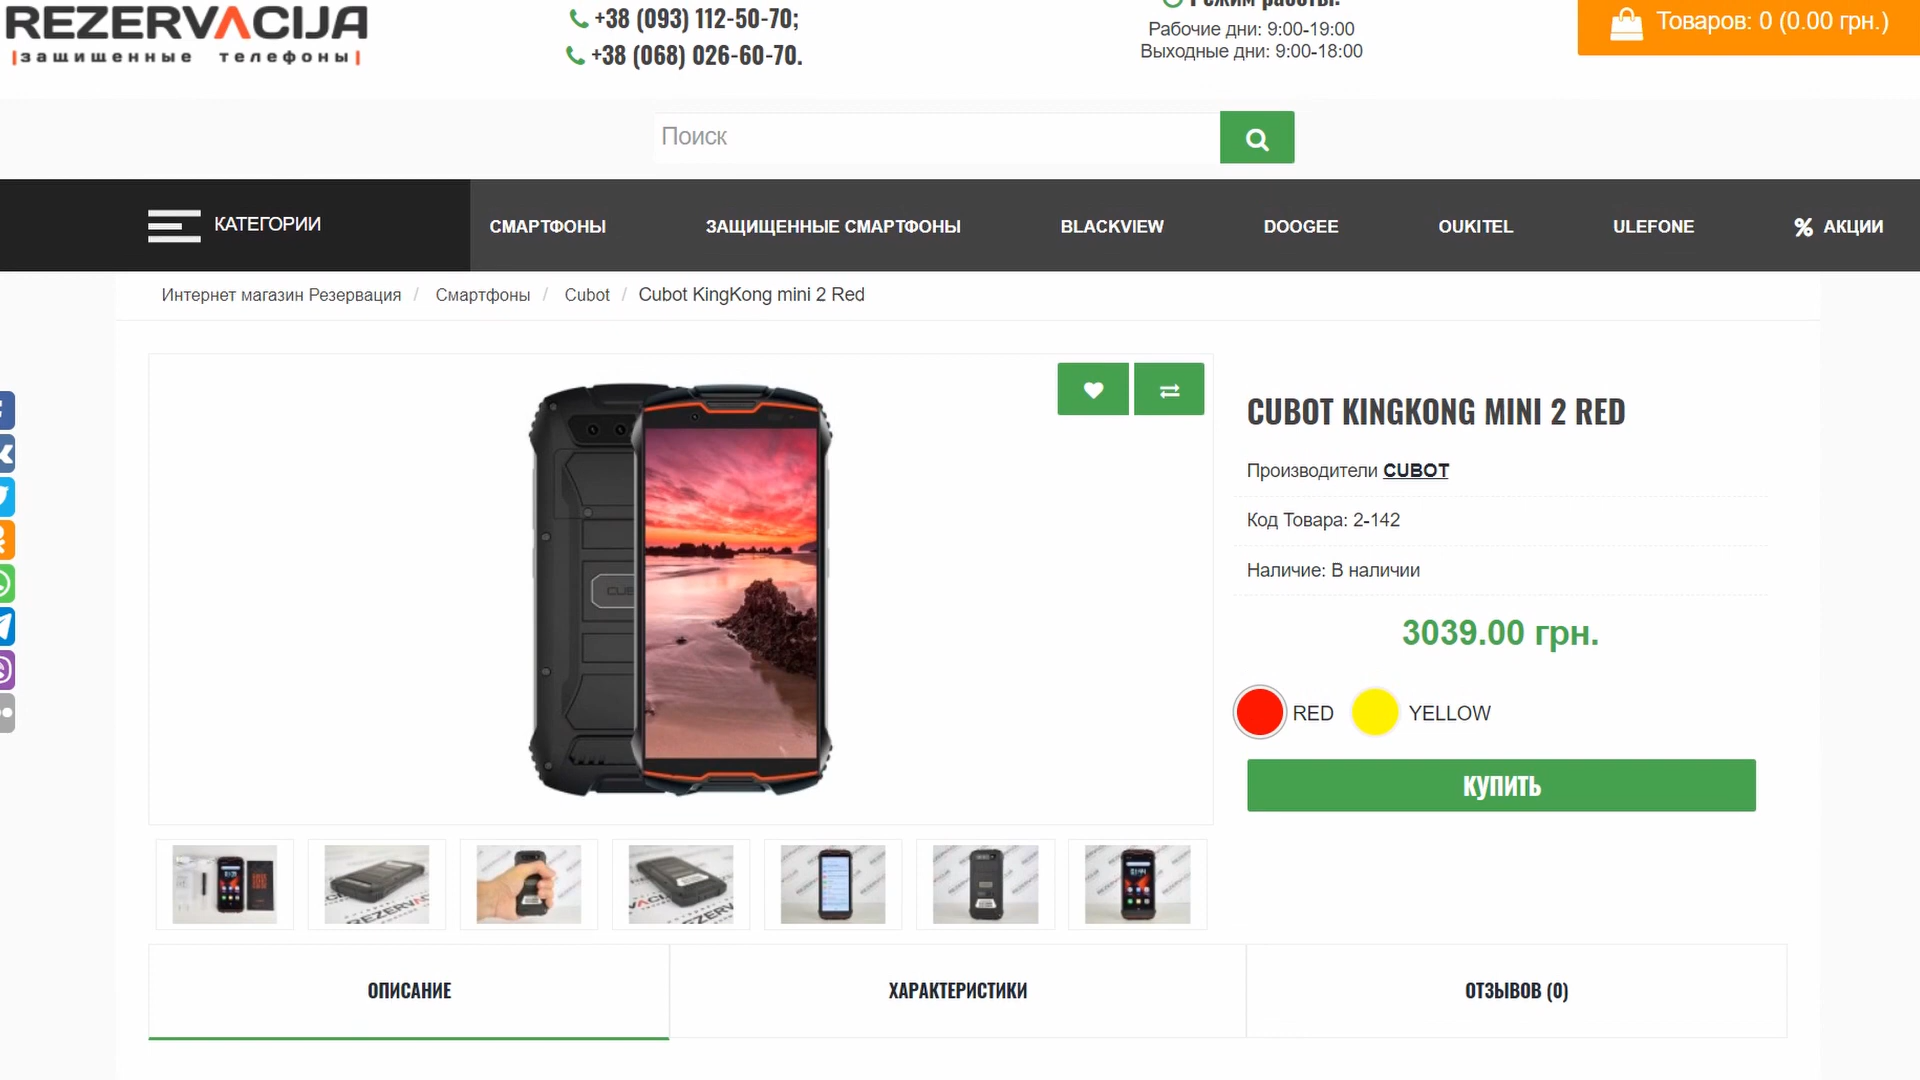 REZERVACIJA
защищенные телефоны
+38 (093) 112-50-70;
+38 (068) 026-60-70.
Режим работы:
Рабочие дни: 9:00-19:00
Выходные дни: 9:00-18:00
Товаров: 0 (0.00 грн.)
Поиск
КАТЕГОРИИ
СМАРТФОНЫ
ЗАЩИЩЕННЫЕ СМАРТФОНЫ
BLACKVIEW
DOOGEE
OUKITEL
ULEFONE
% АКЦИИ
Интернет магазин Резервация / Смартфоны / Cubot / Cubot KingKong mini 2 Red
CUBOT KINGKONG MINI 2 RED
Производители CUBOT
Код Товара: 2-142
Наличие: В наличии
3039.00 грн.
RED
YELLOW
КУПИТЬ
ОПИСАНИЕ
ХАРАКТЕРИСТИКИ
ОТЗЫВОВ (0)